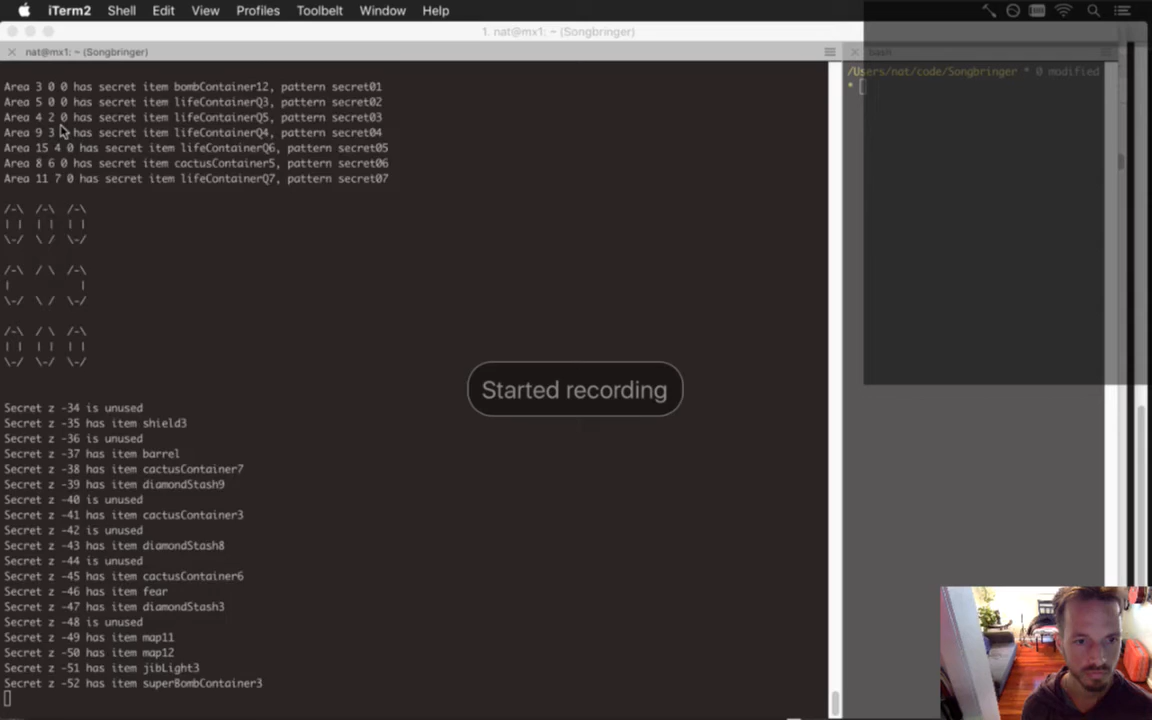 iTerm2 Shell Edit View Profiles Toolbelt Window Help
1. nat@mx1: ~ (Songbringer)
nat@mx1: ~ (Songbringer)
bash
Area 3 0 0 has secret item bombContainer12, pattern secret01
Area 5 0 0 has secret item lifeContainerQ3, pattern secret02
Area 4 2 0 has secret item lifeContainerQ5, pattern secret03
Area 9 3 0 has secret item lifeContainerQ4, pattern secret04
Area 15 4 0 has secret item lifeContainerQ6, pattern secret05
Area 8 6 0 has secret item cactusContainer5, pattern secret06
Area 11 7 0 has secret item lifeContainerQ7, pattern secret07
/-\ /-\ /-\
| | | | | |
\-/ \ / \-/
/-\ / \ /-\
|         |
\-/ \ / \-/
/-\ / \ /-\
| | | | | |
\-/ \-/ \-/
Secret z -34 is unused
Secret z -35 has item shield3
Secret z -36 is unused
Secret z -37 has item barrel
Secret z -38 has item cactusContainer7
Secret z -39 has item diamondStash9
Secret z -40 is unused
Secret z -41 has item cactusContainer3
Secret z -42 is unused
Secret z -43 has item diamondStash8
Secret z -44 is unused
Secret z -45 has item cactusContainer6
Secret z -46 has item fear
Secret z -47 has item diamondStash3
Secret z -48 is unused
Secret z -49 has item map11
Secret z -50 has item map12
Secret z -51 has item jibLight3
Secret z -52 has item superBombContainer3
/Users/nat/code/Songbringer * 0 modified
*
Started recording